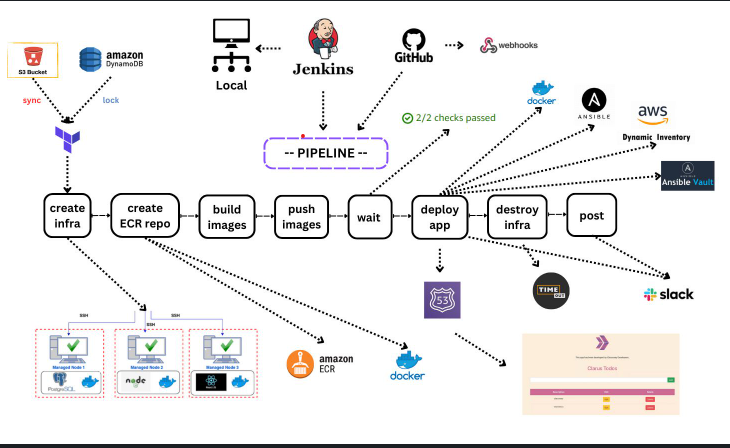 Jenkins
GitHub
webhooks
Local
S3 Bucket
amazon
DynamoDB
sync
lock
-- PIPELINE --
2/2 checks passed
docker
ANSIBLE
aws
Dynamic Inventory
ANSIBLE
Ansible Vault
create
infra
create
ECR repo
build
images
push
images
wait
deploy
app
destroy
infra
post
53
TIME
OUT
slack
SSH
SSH
SSH
Managed Node 1
Managed Node 2
Managed Node 3
PostgreSQL
node
amazon
ECR
docker
Clarus Todos